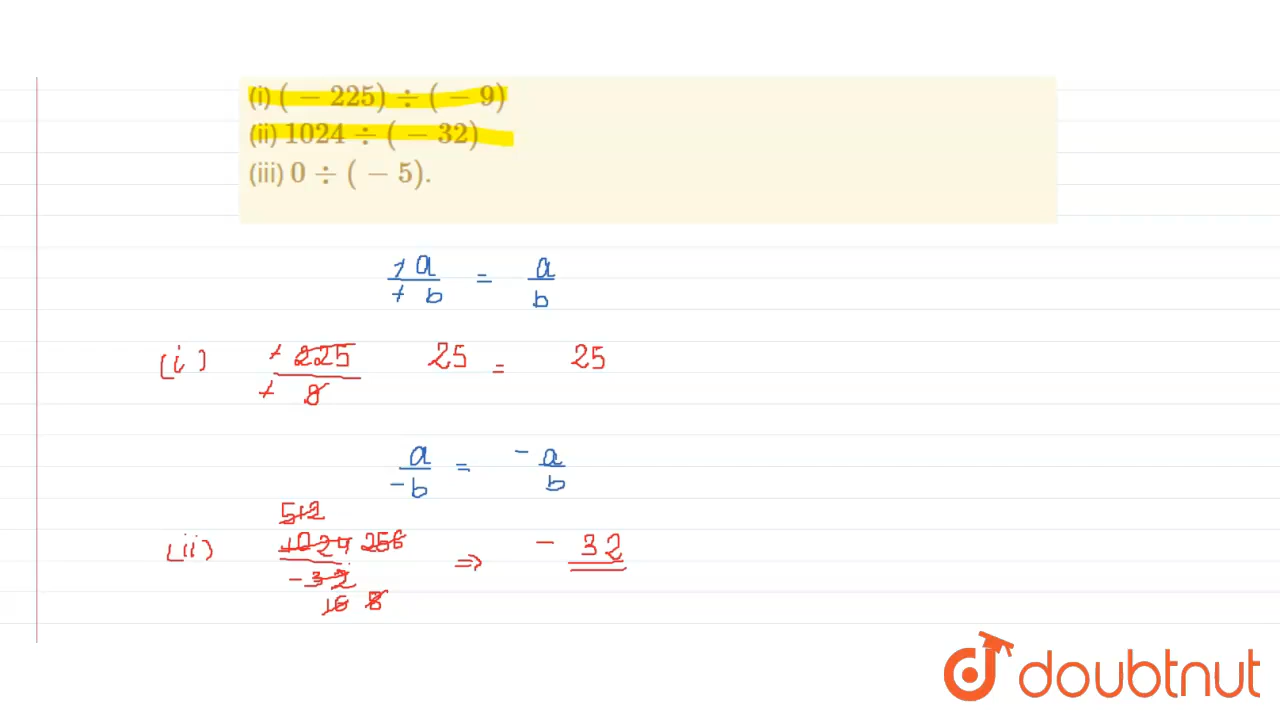 (i) ( − 225) ÷ ( − 9)
(ii) 1024 ÷ ( − 32)
(iii) 0 ÷ ( − 5).
+a/+b = a/b
(i) +225/+9 25 = 25
a/-b = -a/b
512
(ii) 1024/-32 256 ⇒ - 32
16 8
doubtnut